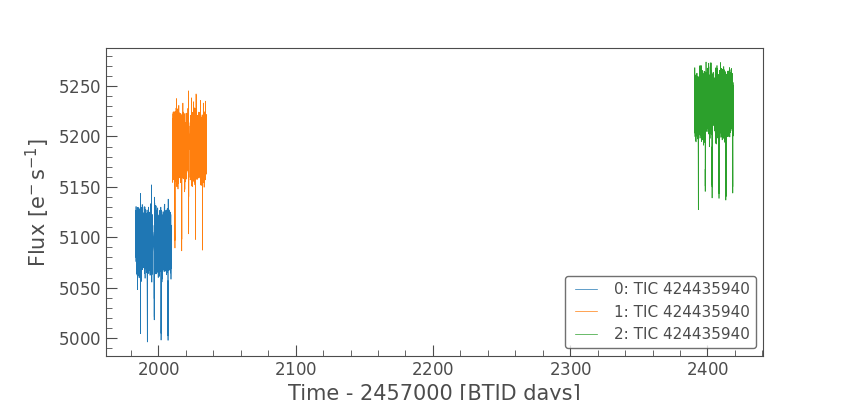 5250
5200
5150
5100
5050
5000
Flux [e⁻ s⁻¹]
0: TIC 424435940
1: TIC 424435940
2: TIC 424435940
2000 2100 2200 2300 2400
Time - 2457000 [BTJD days]